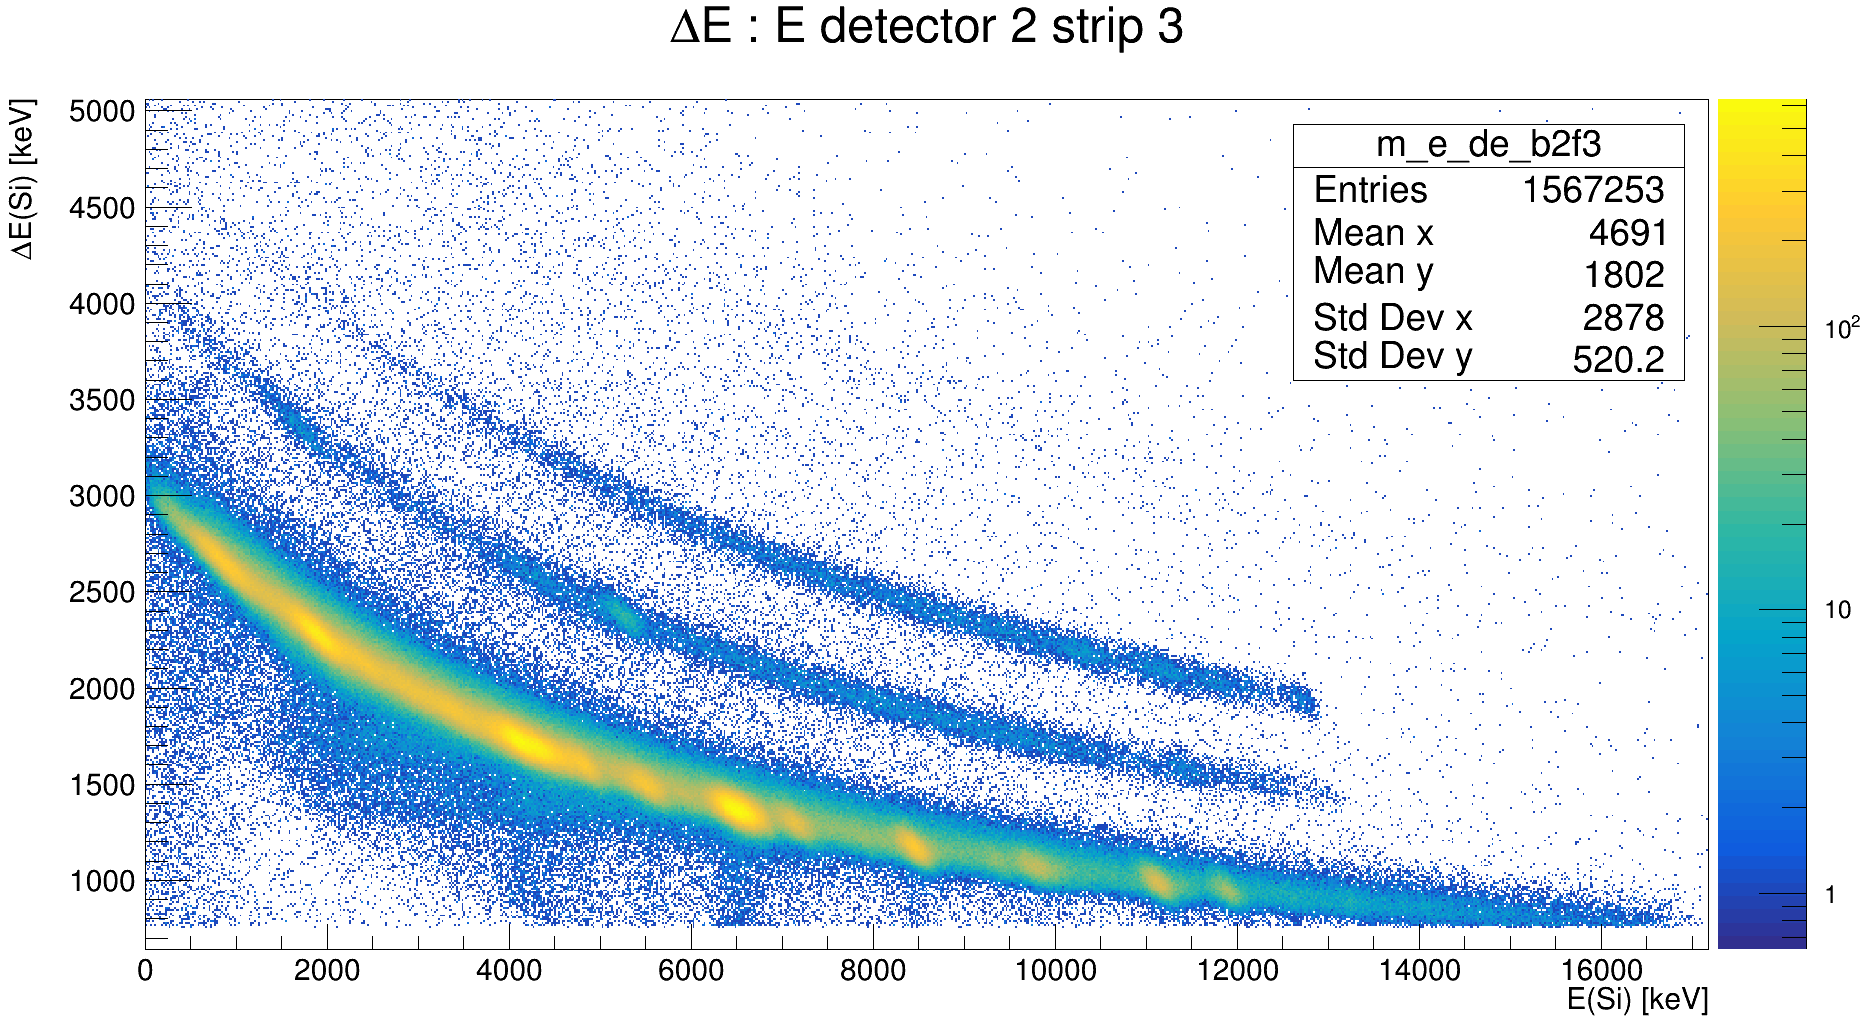 ΔE : E detector 2 strip 3
ΔE(Si) [keV]
5000
4500
4000
3500
3000
2500
2000
1500
1000
m_e_de_b2f3
Entries 1567253
Mean x 4691
Mean y 1802
Std Dev x 2878
Std Dev y 520.2
10²
10
1
0 2000 4000 6000 8000 10000 12000 14000 16000
E(Si) [keV]